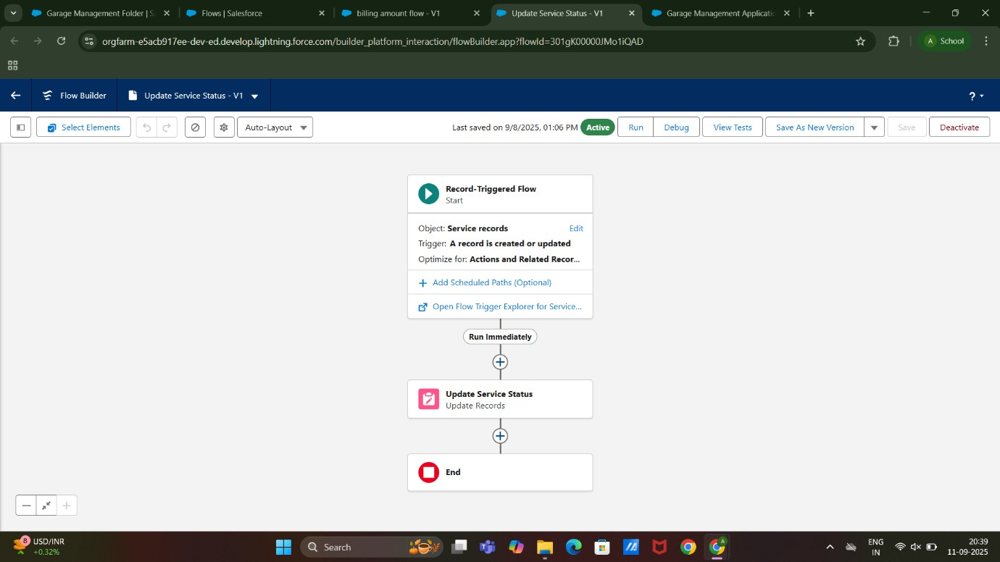 Garage Management Folder | S
Flows | Salesforce
billing amount flow - V1
Update Service Status - V1
Garage Management Applicatio
orgfarm-e5acb917ee-dev-ed.develop.lightning.force.com/builder_platform_interaction/flowBuilder.app?flowId=301gK00000JMo1iQAD
A School
Flow Builder
Update Service Status - V1
?
Select Elements
Auto-Layout
Last saved on 9/8/2025, 01:06 PM
Active
Run
Debug
View Tests
Save As New Version
Save
Deactivate
Record-Triggered Flow
Start
Object: Service records
Edit
Trigger: A record is created or updated
Optimize for: Actions and Related Recor...
Add Scheduled Paths (Optional)
Open Flow Trigger Explorer for Service...
Run Immediately
Update Service Status
Update Records
End
8
USD/INR
+0.32%
Search
ENG
IN
20:39
11-09-2025